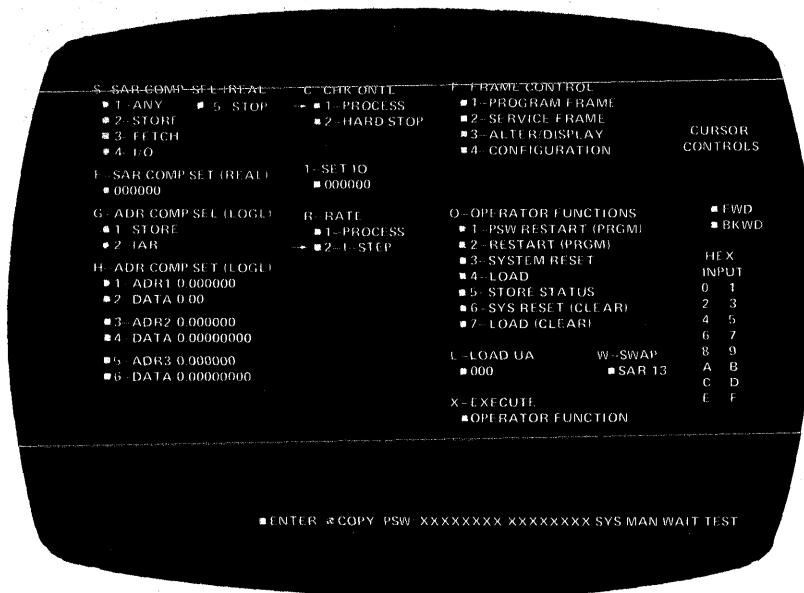 S–SAR COMP SEL (REAL)
■ 1–ANY ■ 5–STOP
■ 2–STORE
■ 3–FETCH
■ 4–I/O
E–SAR COMP SET (REAL)
■ 000000
G–ADR COMP SEL (LOGL)
■ 1 STORE
■ 2–IAR
H–ADR COMP SET (LOGL)
■ 1 ADR1 0.000000
■ 2 DATA 0.00
■ 3–ADR2 0.000000
■ 4–DATA 0.00000000
■ 5–ADR3 0.000000
■ 6–DATA 0.00000000
C–CHK CNTL
→ ■ 1–PROCESS
■ 2–HARD STOP
1–SET IO
■ 000000
R–RATE
■ 1–PROCESS
→ ■ 2–I–STEP
F–FRAME CONTROL
■ 1–PROGRAM FRAME
■ 2–SERVICE FRAME
■ 3–ALTER/DISPLAY
■ 4–CONFIGURATION
O–OPERATOR FUNCTIONS
■ 1–PSW RESTART (PRGM)
■ 2–RESTART (PRGM)
■ 3–SYSTEM RESET
■ 4–LOAD
■ 5–STORE STATUS
■ 6–SYS RESET (CLEAR)
■ 7–LOAD (CLEAR)
L–LOAD UA
■ 000
W–SWAP
■ SAR 13
X–EXECUTE
■ OPERATOR FUNCTION
CURSOR
CONTROLS
■ FWD
■ BKWD
HEX
INPUT
0 1
2 3
4 5
6 7
8 9
A B
C D
E F
■ ENTER ■ COPY PSW–XXXXXXXX XXXXXXXX SYS MAN WAIT TEST